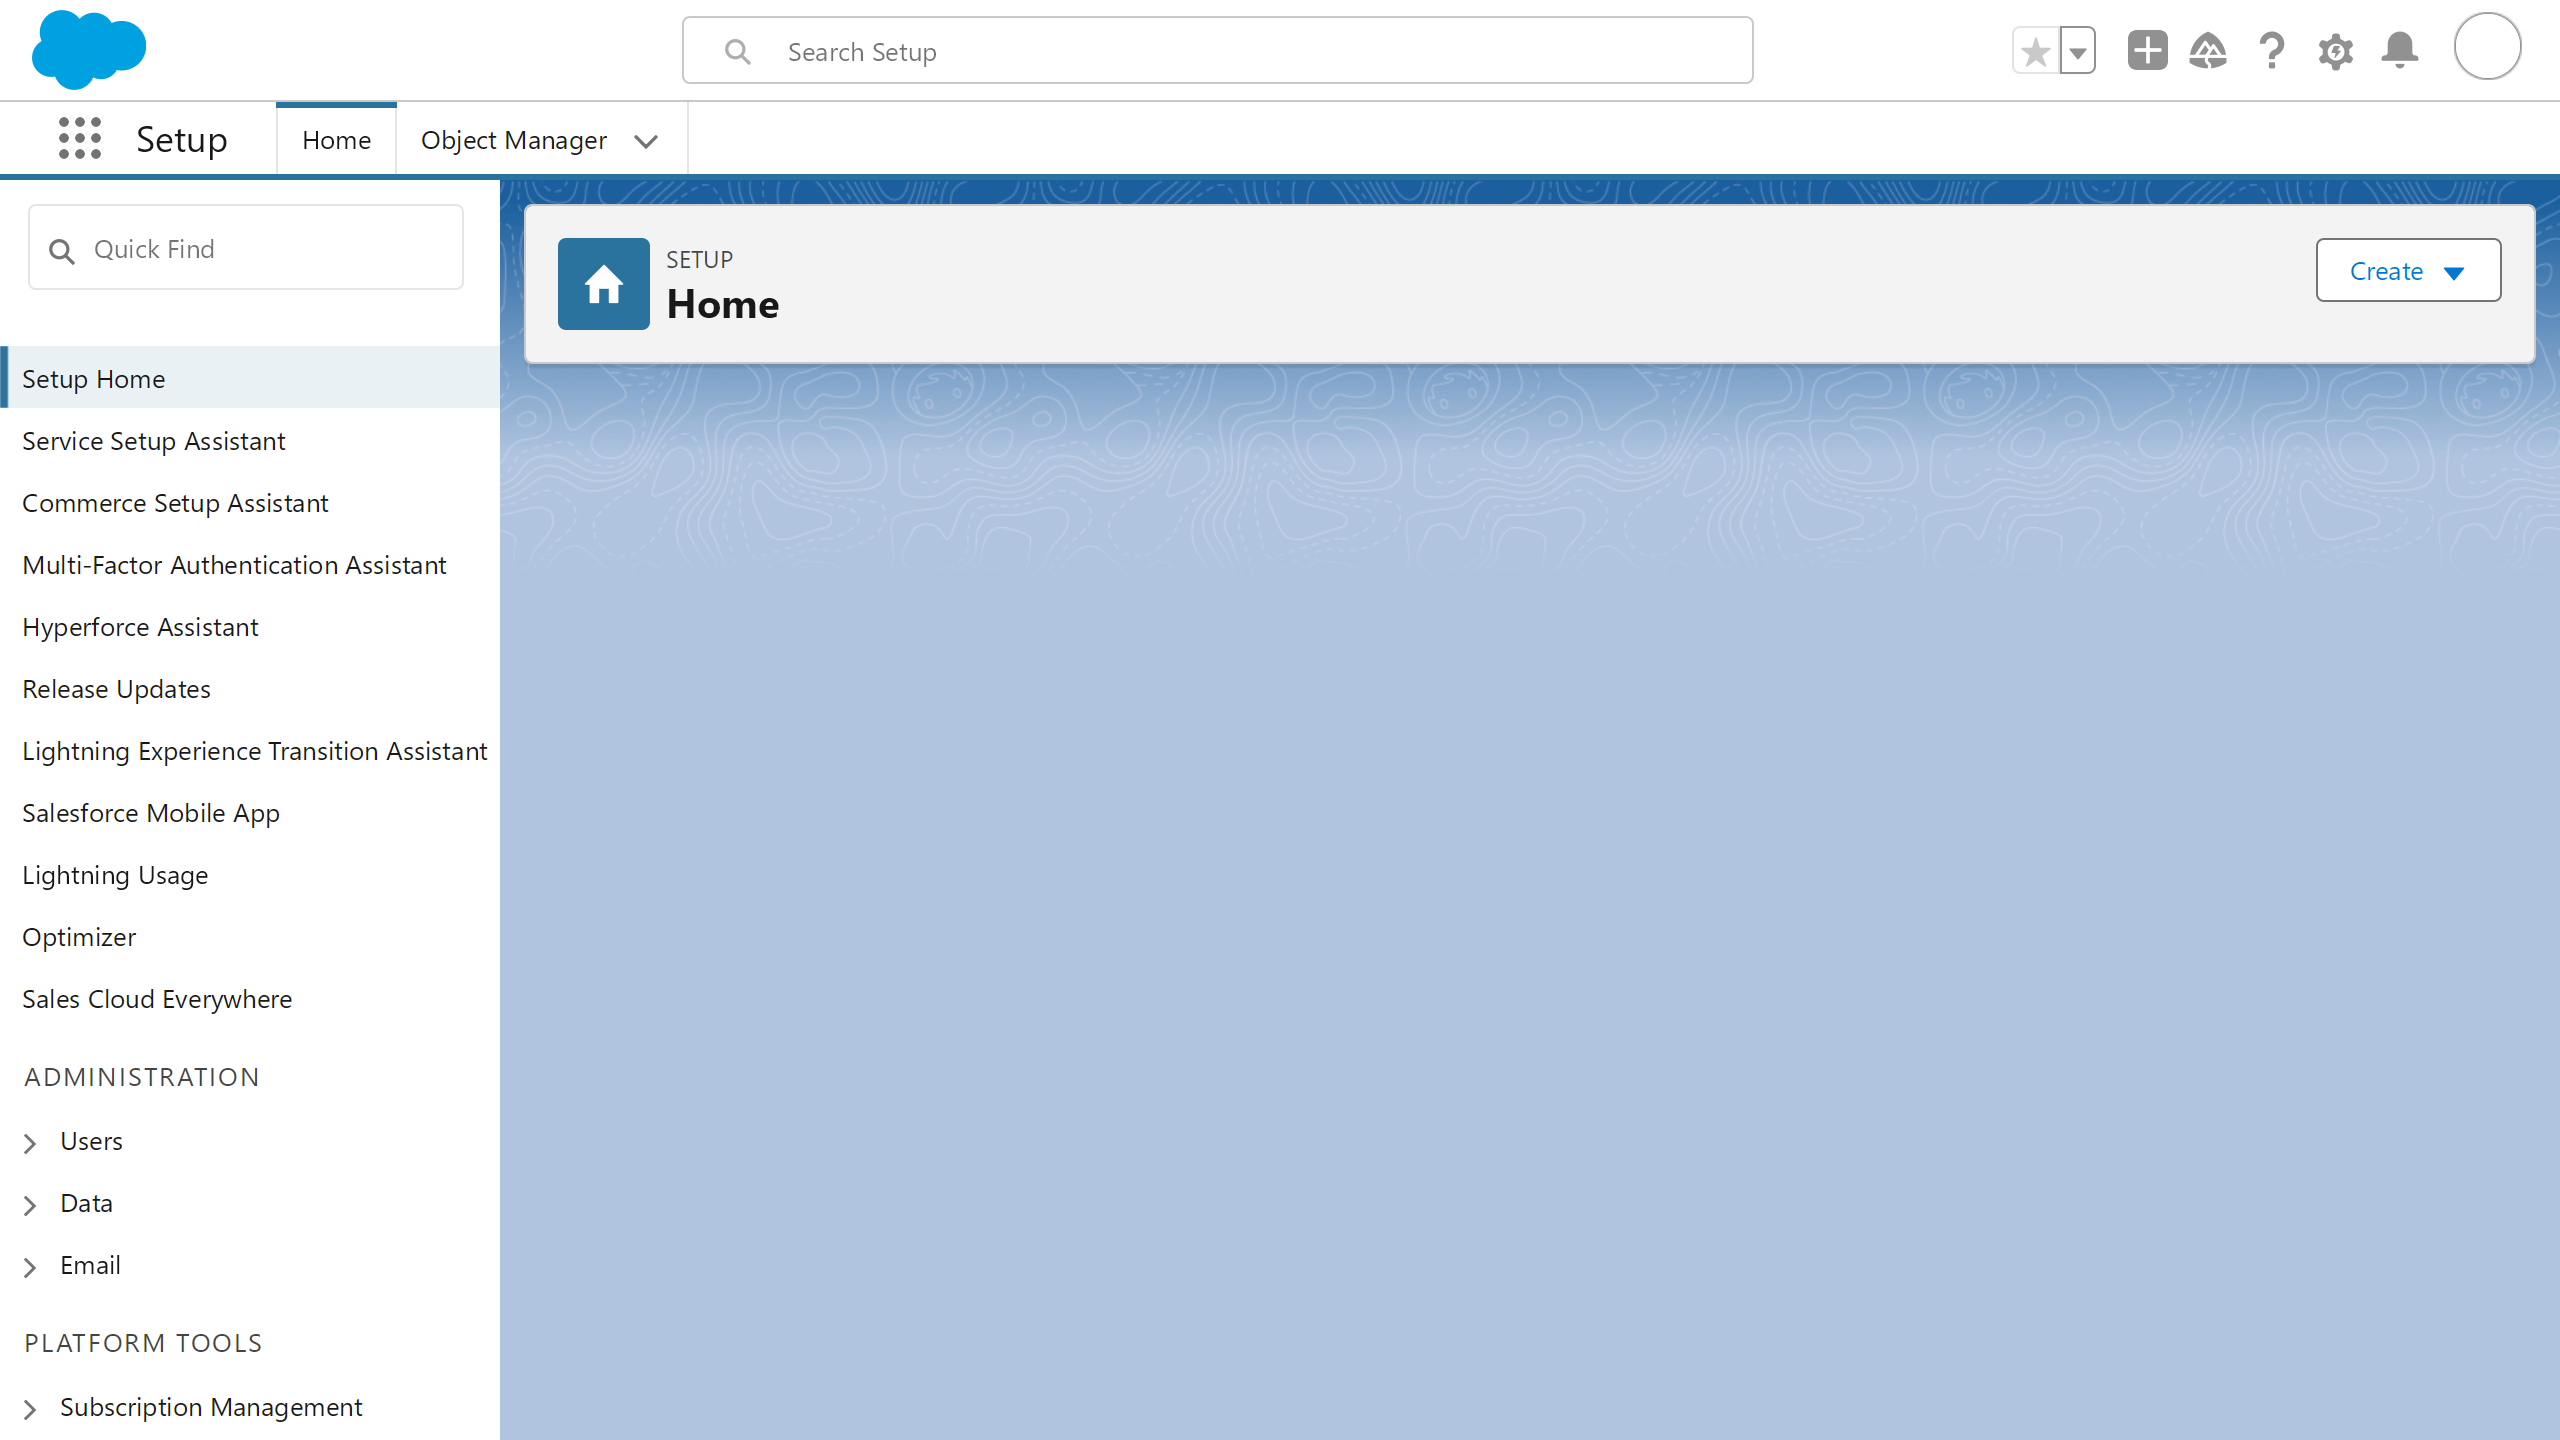 Search Setup
Setup
Home
Object Manager
Quick Find
Setup Home
Service Setup Assistant
Commerce Setup Assistant
Multi-Factor Authentication Assistant
Hyperforce Assistant
Release Updates
Lightning Experience Transition Assistant
Salesforce Mobile App
Lightning Usage
Optimizer
Sales Cloud Everywhere
ADMINISTRATION
Users
Data
Email
PLATFORM TOOLS
Subscription Management
SETUP
Home
Create